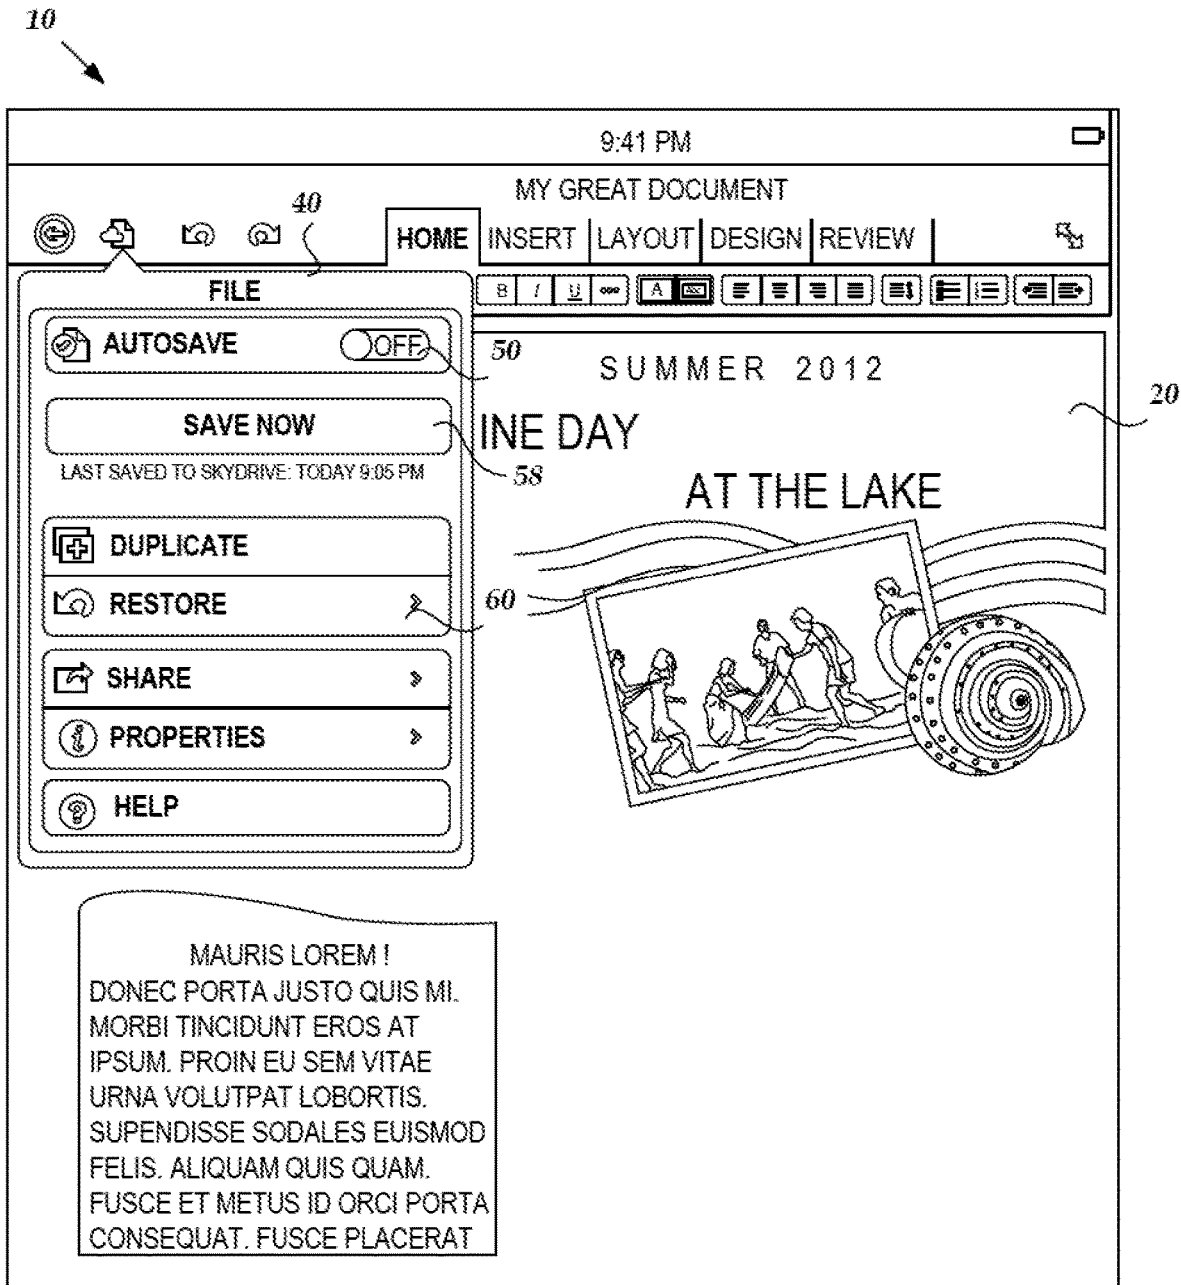 10
9:41 PM
MY GREAT DOCUMENT
40
HOME INSERT LAYOUT DESIGN REVIEW
FILE
B I U abc A Abc
AUTOSAVE OFF
50
SUMMER 2012
20
SAVE NOW
INE DAY
58
LAST SAVED TO SKYDRIVE: TODAY 9:05 PM
AT THE LAKE
DUPLICATE
RESTORE
60
SHARE
PROPERTIES
HELP
MAURIS LOREM !
DONEC PORTA JUSTO QUIS MI.
MORBI TINCIDUNT EROS AT
IPSUM. PROIN EU SEM VITAE
URNA VOLUTPAT LOBORTIS.
SUPENDISSE SODALES EUISMOD
FELIS. ALIQUAM QUIS QUAM.
FUSCE ET METUS ID ORCI PORTA
CONSEQUAT. FUSCE PLACERAT